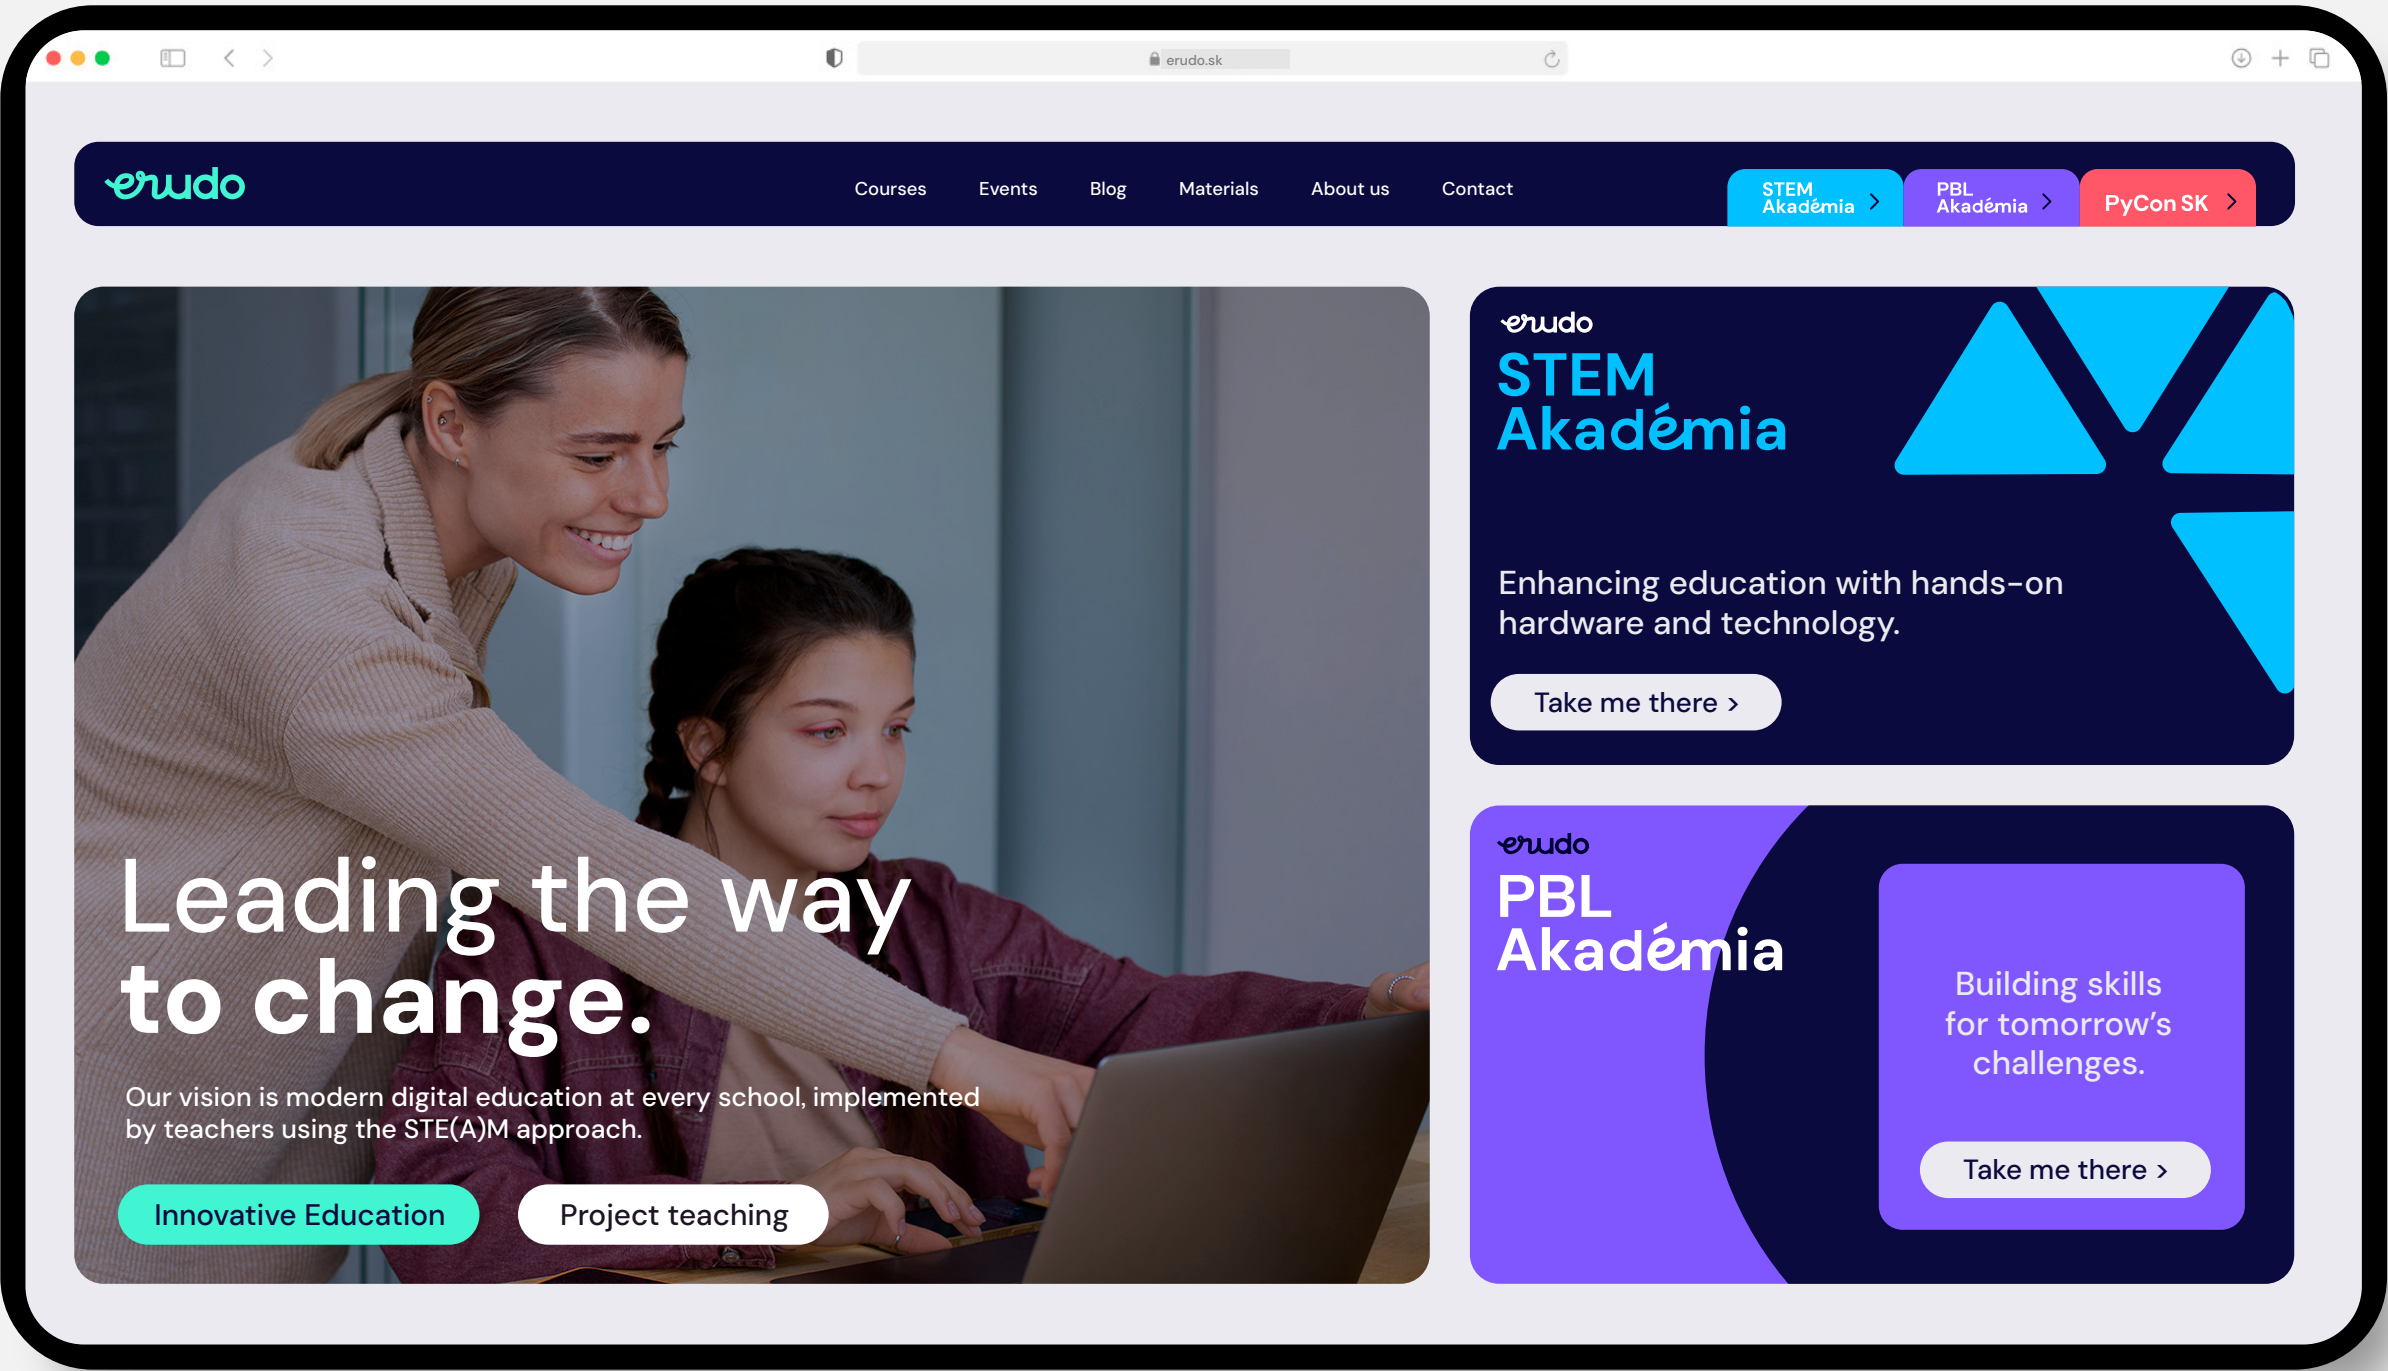 erudo.sk
erudo
Courses
Events
Blog
Materials
About us
Contact
STEM
Akadémia
PBL
Akadémia
PyCon SK
Leading the way
to change.
Our vision is modern digital education at every school, implemented
by teachers using the STE(A)M approach.
Innovative Education
Project teaching
erudo
STEM
Akadémia
Enhancing education with hands-on
hardware and technology.
Take me there >
erudo
PBL
Akadémia
Building skills
for tomorrow's
challenges.
Take me there >